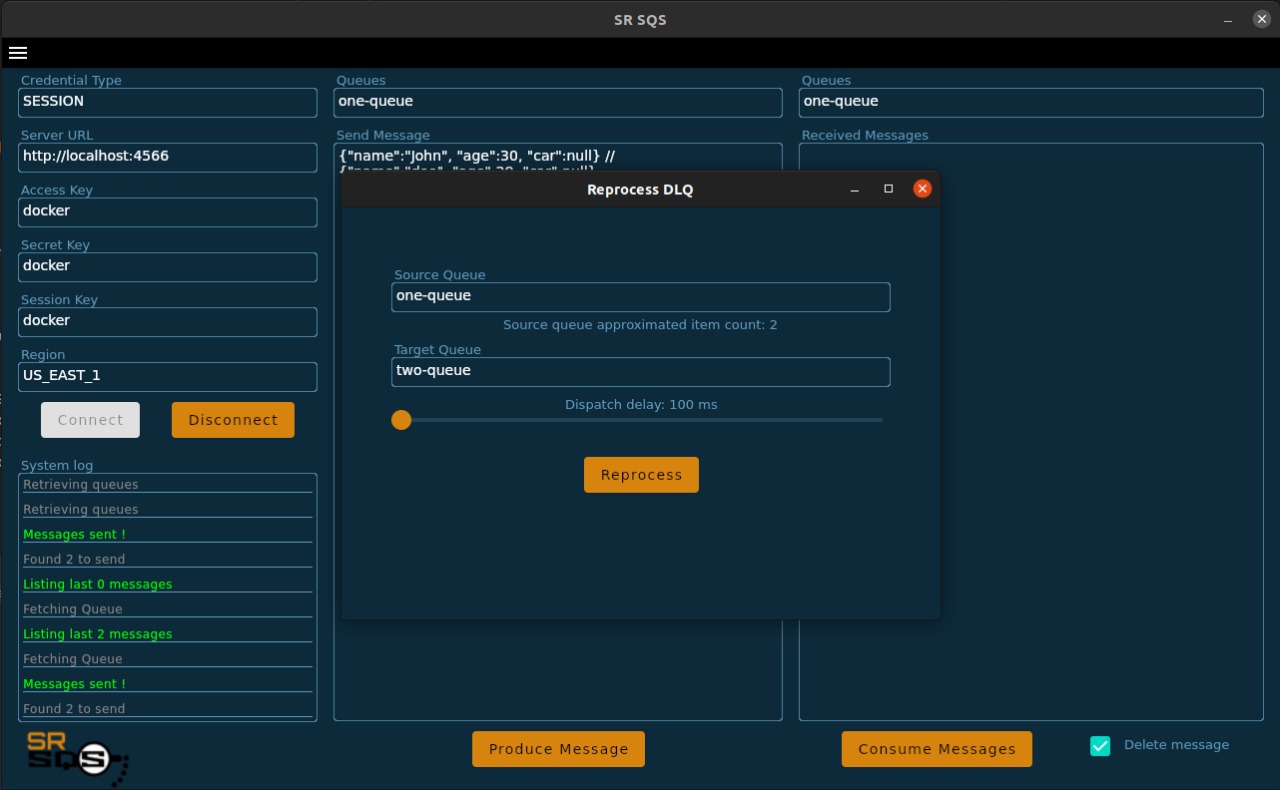 SR SQS
Credential Type
SESSION
Server URL
http://localhost:4566
Access Key
docker
Secret Key
docker
Session Key
docker
Region
US_EAST_1
Connect
Disconnect
System log
Retrieving queues
Retrieving queues
Messages sent !
Found 2 to send
Listing last 0 messages
Fetching Queue
Listing last 2 messages
Fetching Queue
Messages sent !
Found 2 to send
SR
SQS
Queues
one-queue
Send Message
{"name":"John", "age":30, "car":null} //
Produce Message
Queues
one-queue
Received Messages
Consume Messages
Delete message
Reprocess DLQ
Source Queue
one-queue
Source queue approximated item count: 2
Target Queue
two-queue
Dispatch delay: 100 ms
Reprocess